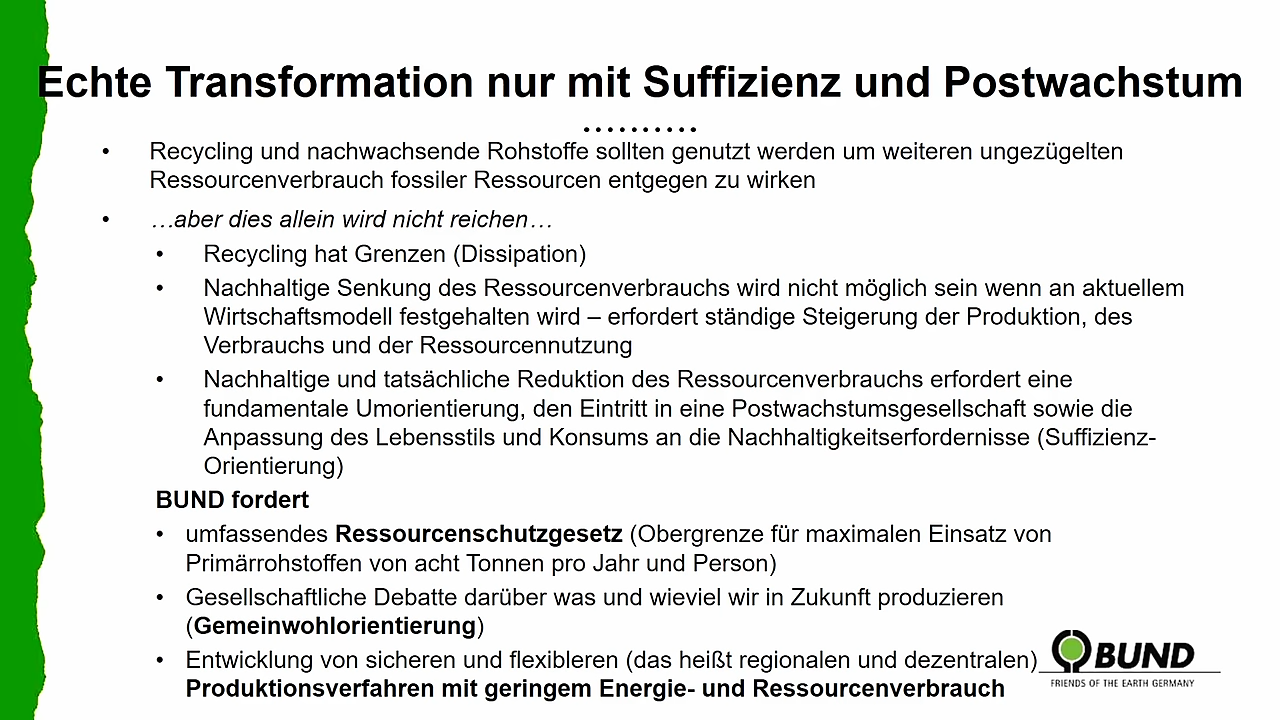 Echte Transformation nur mit Suffizienz und Postwachstum
..........
• Recycling und nachwachsende Rohstoffe sollten genutzt werden um weiteren ungezügelten
Ressourcenverbrauch fossiler Ressourcen entgegen zu wirken
• …aber dies allein wird nicht reichen…
• Recycling hat Grenzen (Dissipation)
• Nachhaltige Senkung des Ressourcenverbrauchs wird nicht möglich sein wenn an aktuellem
Wirtschaftsmodell festgehalten wird – erfordert ständige Steigerung der Produktion, des
Verbrauchs und der Ressourcennutzung
• Nachhaltige und tatsächliche Reduktion des Ressourcenverbrauchs erfordert eine
fundamentale Umorientierung, den Eintritt in eine Postwachstumsgesellschaft sowie die
Anpassung des Lebensstils und Konsums an die Nachhaltigkeitserfordernisse (Suffizienz-
Orientierung)
BUND fordert
• umfassendes Ressourcenschutzgesetz (Obergrenze für maximalen Einsatz von
Primärrohstoffen von acht Tonnen pro Jahr und Person)
• Gesellschaftliche Debatte darüber was und wieviel wir in Zukunft produzieren
(Gemeinwohlorientierung)
• Entwicklung von sicheren und flexibleren (das heißt regionalen und dezentralen)
Produktionsverfahren mit geringem Energie- und Ressourcenverbrauch
BUND
FRIENDS OF THE EARTH GERMANY